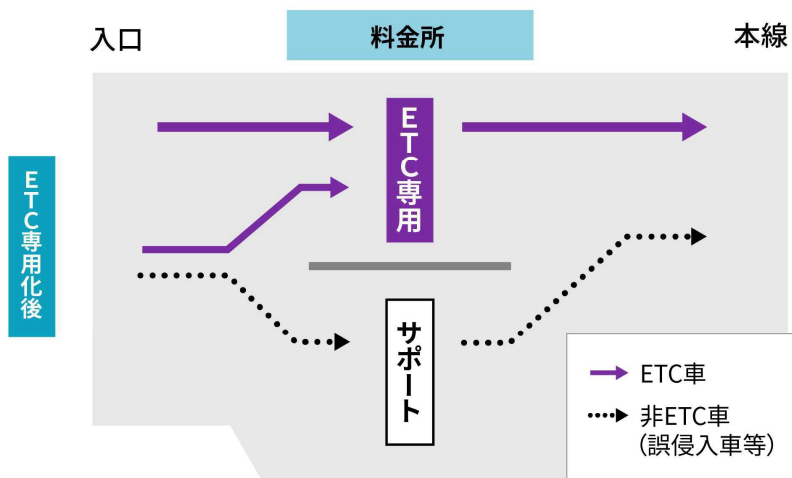 入口
料金所
本線
ETC専用化後
ETC専用
サポート
ETC車
非ETC車
(誤侵入車等)